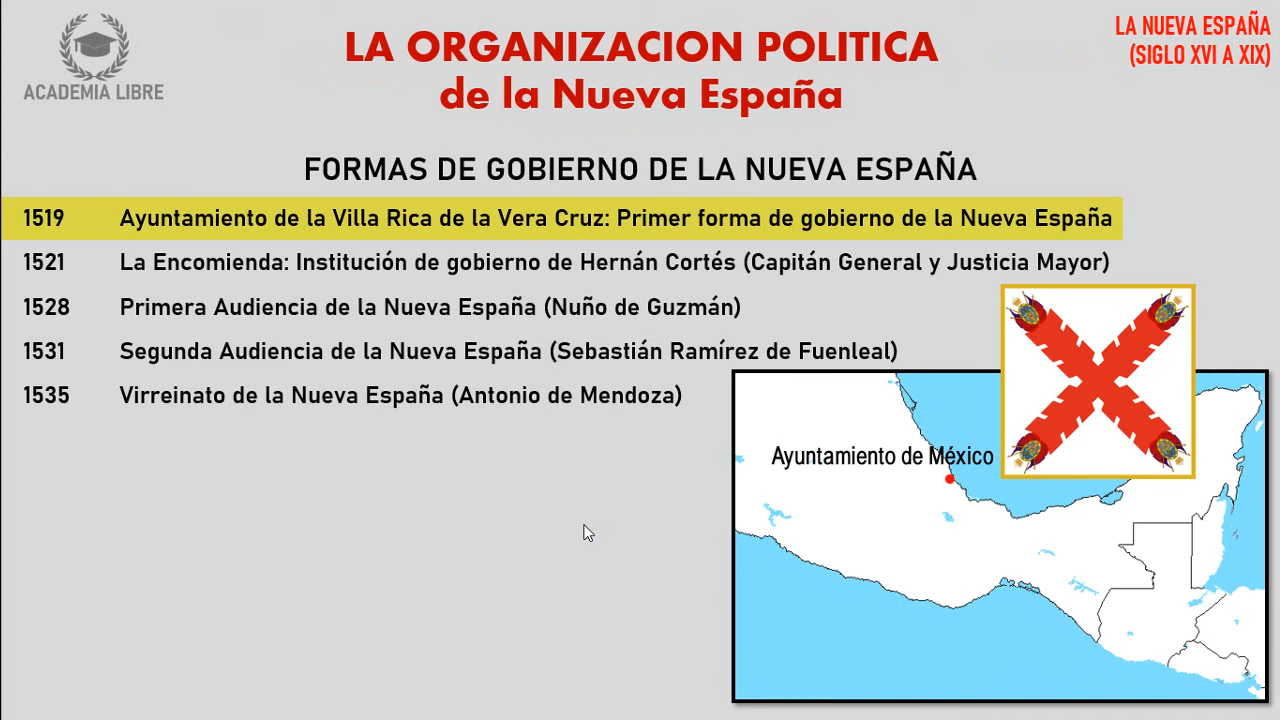 ACADEMIA LIBRE
LA ORGANIZACION POLITICA
de la Nueva España
LA NUEVA ESPAÑA
(SIGLO XVI A XIX)
FORMAS DE GOBIERNO DE LA NUEVA ESPAÑA
1519 Ayuntamiento de la Villa Rica de la Vera Cruz: Primer forma de gobierno de la Nueva España
1521 La Encomienda: Institución de gobierno de Hernán Cortés (Capitán General y Justicia Mayor)
1528 Primera Audiencia de la Nueva España (Nuño de Guzmán)
1531 Segunda Audiencia de la Nueva España (Sebastián Ramírez de Fuenleal)
1535 Virreinato de la Nueva España (Antonio de Mendoza)
Ayuntamiento de México